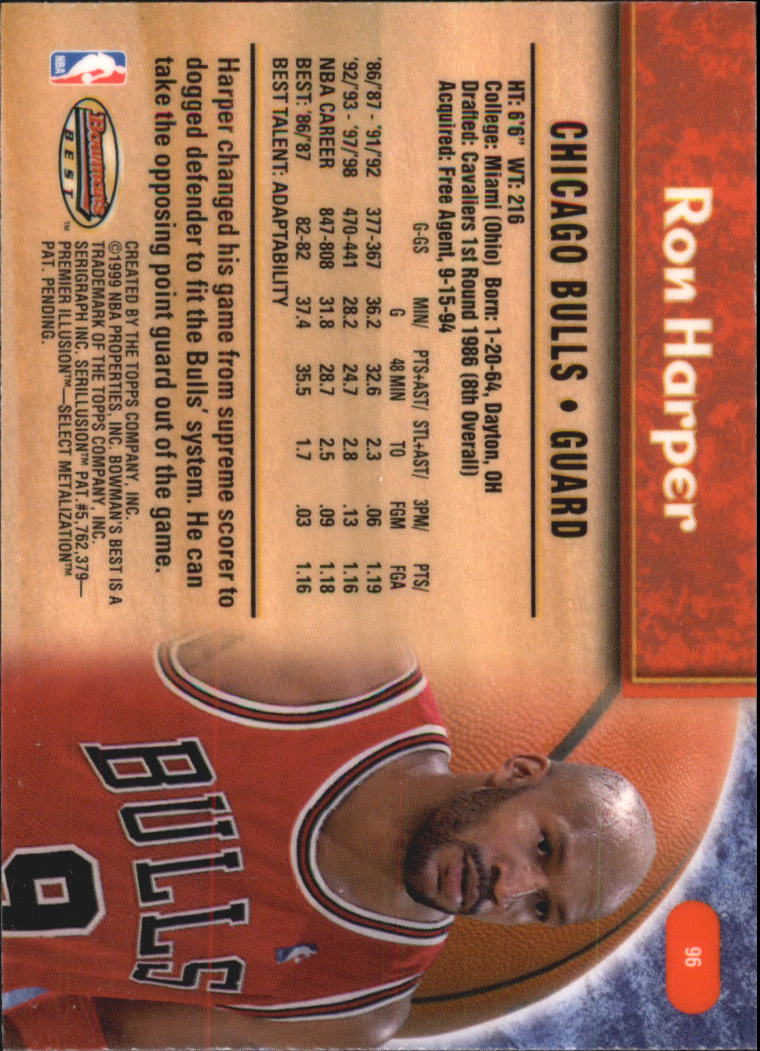 Ron Harper
96
CHICAGO BULLS • GUARD
HT: 6'6" WT: 216
College: Miami (Ohio) Born: 1-20-64, Dayton, OH
Drafted: Cavaliers 1st Round 1986 (8th Overall)
Acquired: Free Agent, 9-15-94
MIN/ PTS+AST/ STL+AST/ 3PM/ PTS/
G-GS G 48 MIN TO FGM FGA
'86/'87 - '91/'92 377-367 36.2 32.6 2.3 .06 1.19
'92/'93 - '97/'98 470-441 28.2 24.7 2.8 .13 1.16
NBA CAREER 847-808 31.8 28.7 2.5 .09 1.18
BEST: '86/'87 82-82 37.4 35.5 1.7 .03 1.16
BEST TALENT: ADAPTABILITY
Harper changed his game from supreme scorer to
dogged defender to fit the Bulls' system. He can
take the opposing point guard out of the game.
CREATED BY THE TOPPS COMPANY, INC.
©1999 NBA PROPERTIES, INC. BOWMAN'S BEST IS A
TRADEMARK OF THE TOPPS COMPANY, INC.
SERIGRAPH INC. SERILLUSION™ PAT. #5,762,379—
PREMIER ILLUSION™—SELECT METALIZATION™
PAT. PENDING.
NBA
Bowman's
BEST™
BULLS
9